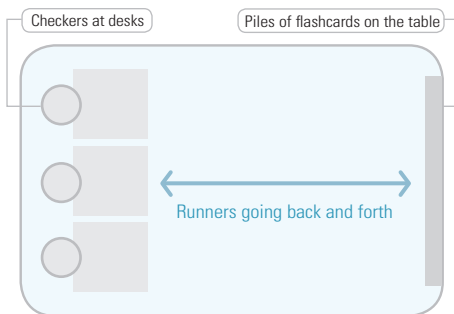 Checkers at desks
Piles of flashcards on the table
Runners going back and forth